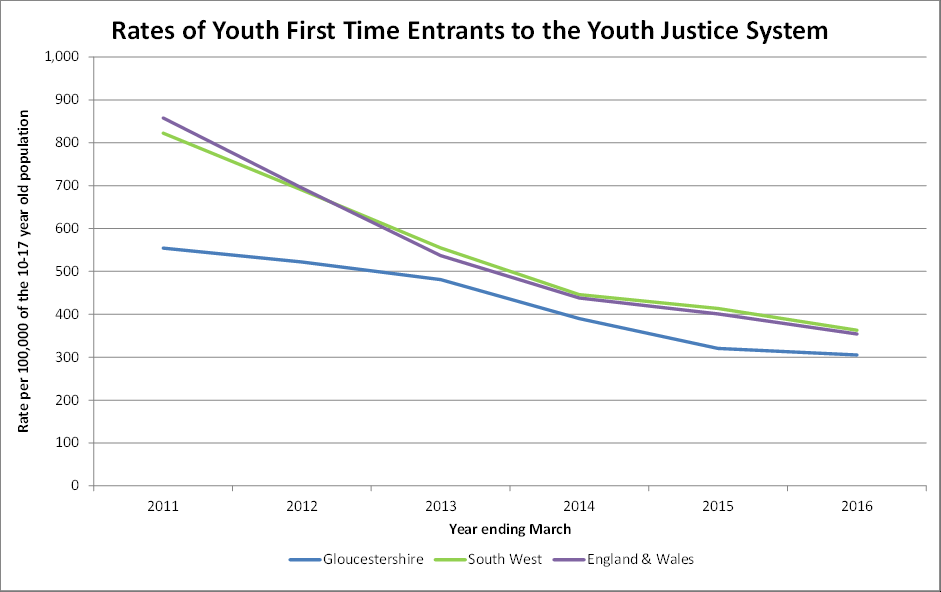 Rates of Youth First Time Entrants to the Youth Justice System
Rate per 100,000 of the 10-17 year old population
1,000
900
800
700
600
500
400
300
200
100
0
2011 2012 2013 2014 2015 2016
Year ending March
Gloucestershire South West England & Wales